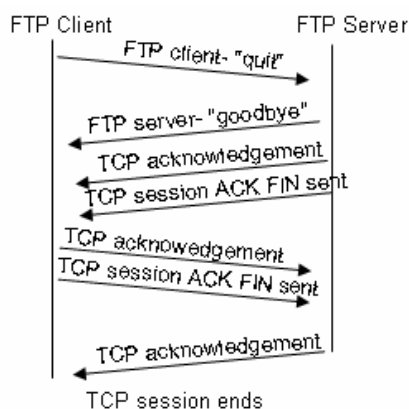 FTP Client FTP Server
FTP client- "quit"
FTP server- "goodbye"
TCP acknowledgement
TCP session ACK FIN sent
TCP acknowedgement
TCP session ACK FIN sent
TCP acknowledgement
TCP session ends